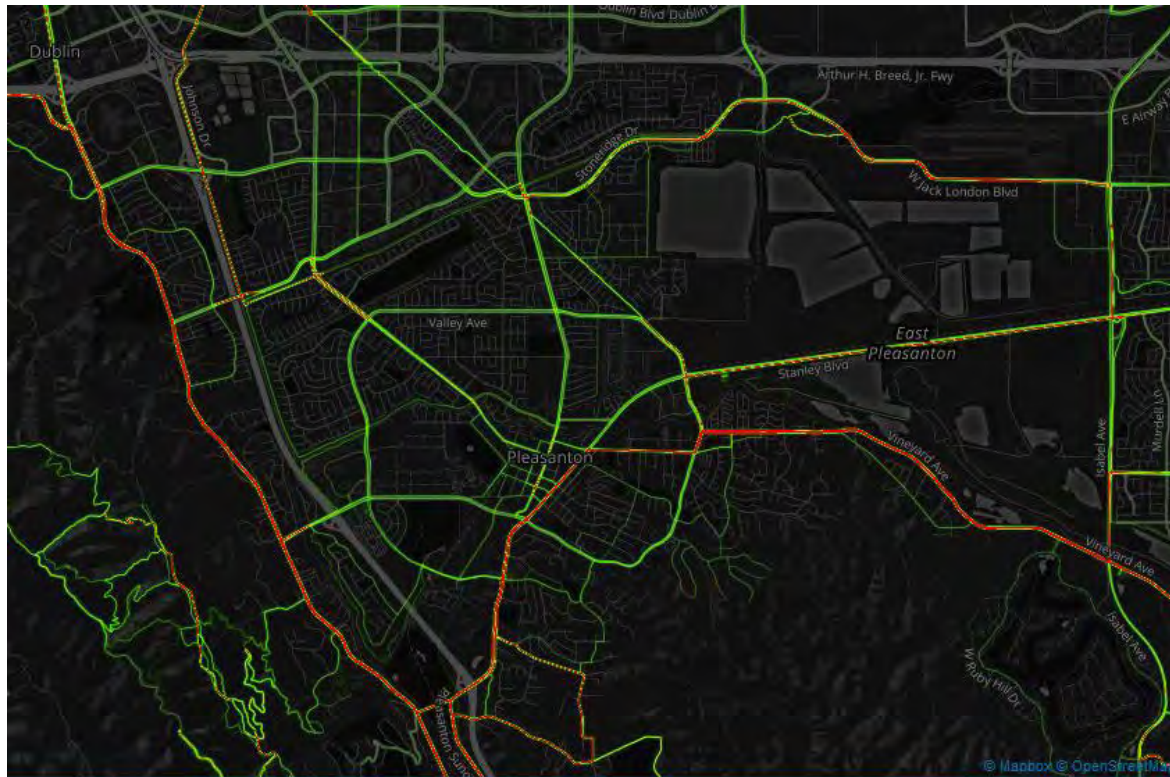 Dublin Blvd Dublin
Dublin
Arthur H. Breed, Jr. Fwy
Johnson Dr
E Airway
Stoneridge Dr
W Jack London Blvd
Valley Ave
East
Pleasanton
Stanley Blvd
Isabel Ave
Murdell Ln
Pleasanton
Vineyard Ave
Vineyard Ave
Isabel Ave
W Ruby Hill Dr
Pleasanton Suno
© Mapbox © OpenStreetMa